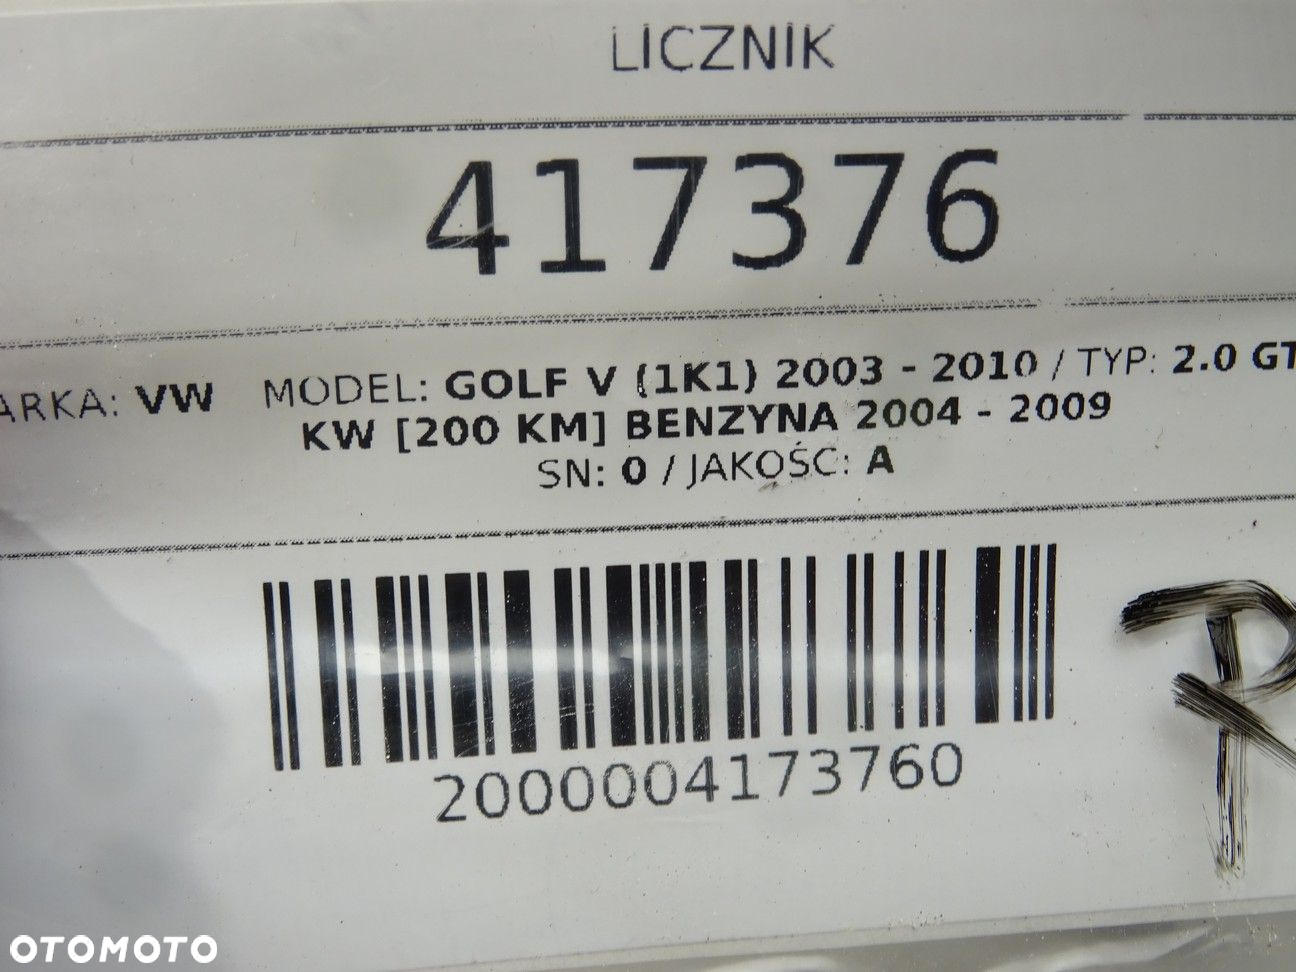 LICZNIK
417376
ARKA: VW MODEL: GOLF V (1K1) 2003 - 2010 / TYP: 2.0 GT
KW [200 KM] BENZYNA 2004 - 2009
SN: 0 / JAKOŚĆ: A
2000004173760
R
OTOMOTO